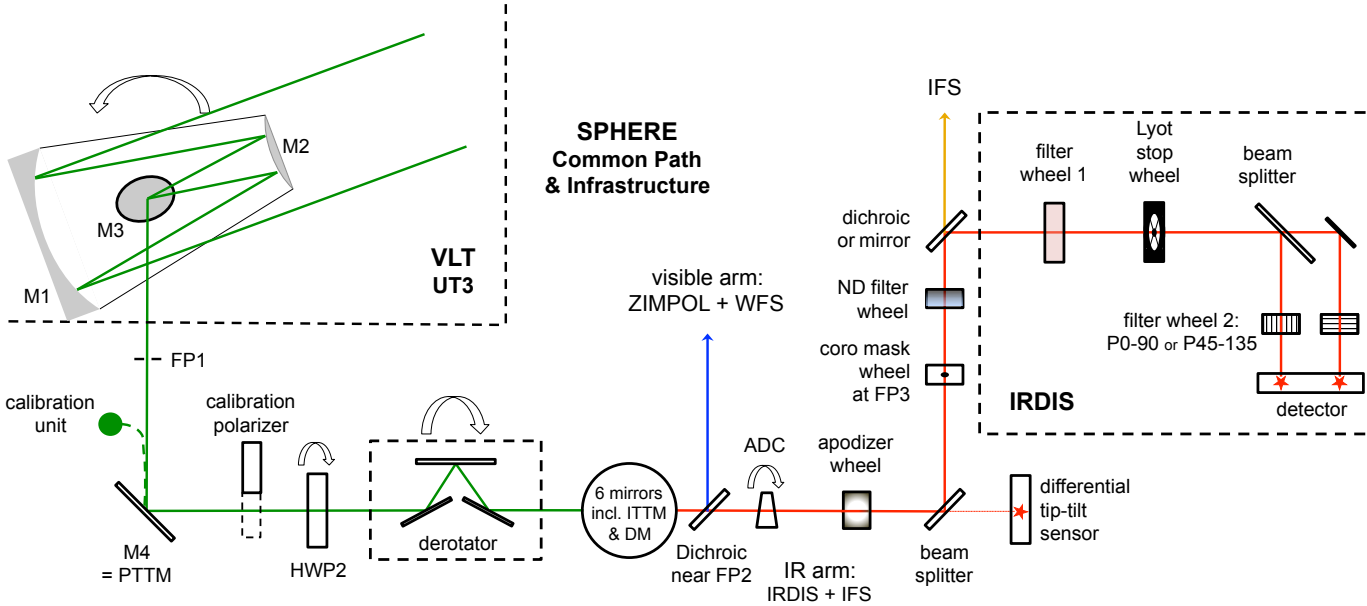 M2
M3
M1
VLT
UT3
SPHERE
Common Path
& Infrastructure
FP1
calibration
unit
M4
= PTTM
calibration
polarizer
HWP2
derotator
6 mirrors
incl. ITTM
& DM
visible arm:
ZIMPOL + WFS
Dichroic
near FP2
ADC
IR arm:
IRDIS + IFS
apodizer
wheel
beam
splitter
differential
tip-tilt
sensor
IFS
dichroic
or mirror
ND filter
wheel
coro mask
wheel
at FP3
filter
wheel 1
Lyot
stop
wheel
beam
splitter
filter wheel 2:
P0-90 or P45-135
IRDIS
detector